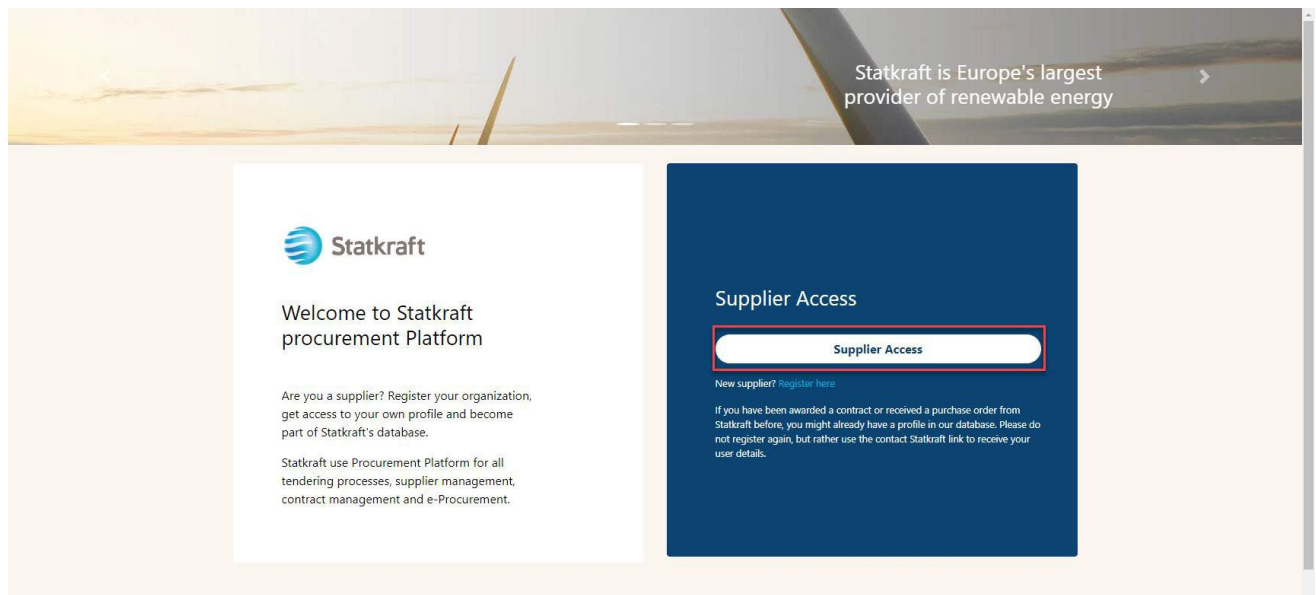 Statkraft is Europe's largest
provider of renewable energy
Statkraft
Welcome to Statkraft
procurement Platform
Are you a supplier? Register your organization,
get access to your own profile and become
part of Statkraft's database.
Statkraft use Procurement Platform for all
tendering processes, supplier management,
contract management and e-Procurement.
Supplier Access
Supplier Access
New supplier? Register here
If you have been awarded a contract or received a purchase order from
Statkraft before, you might already have a profile in our database. Please do
not register again, but rather use the contact Statkraft link to receive your
user details.